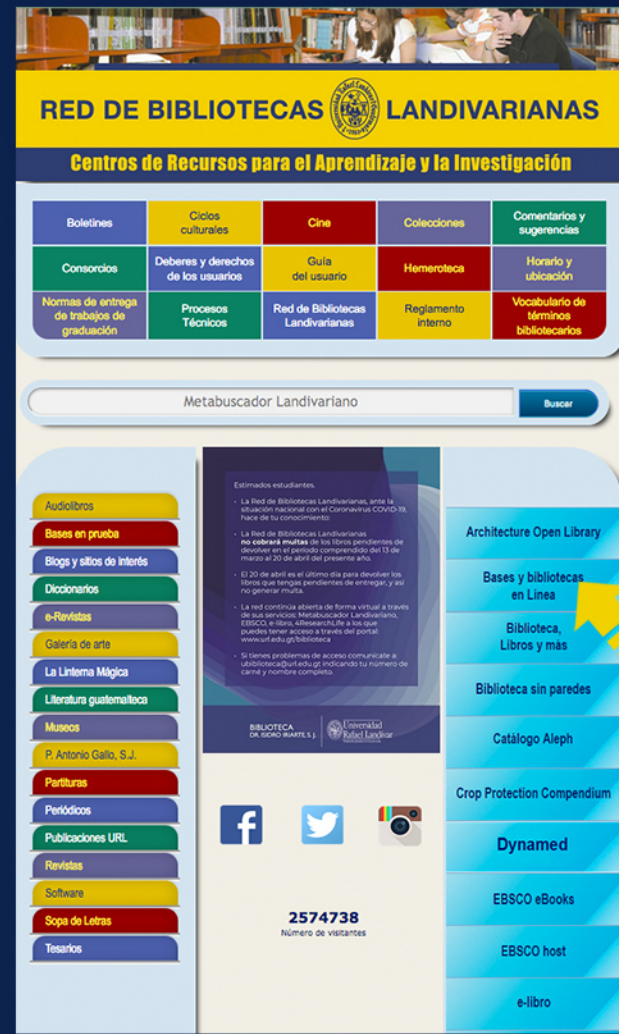 RED DE BIBLIOTECAS LANDIVARIANAS
Centros de Recursos para el Aprendizaje y la Investigación
Boletines
Ciclos
culturales
Cine
Colecciones
Comentarios y
sugerencias
Consorcios
Deberes y derechos
de los usuarios
Guía
del usuario
Hemeroteca
Horario y
ubicación
Normas de entrega
de trabajos de
graduación
Procesos
Técnicos
Red de Bibliotecas
Landivarianas
Reglamento
interno
Vocabulario de
términos
bibliotecarios
Metabuscador Landivariano
Buscar
Audiolibros
Bases en prueba
Blogs y sitios de interés
Diccionarios
e-Revistas
Galería de arte
La Linterna Mágica
Literatura guatemalteca
Museos
P. Antonio Gallo, S.J.
Partituras
Periódicos
Publicaciones URL
Revistas
Software
Sopa de Letras
Tesarios
Estimados estudiantes.
- La Red de Bibliotecas Landivarianas, ante la
situación nacional con el Coronavirus COVID-19,
hace de tu conocimiento:
- La Red de Bibliotecas Landivarianas
no cobrará multas de los libros pendientes de
devolver en el período comprendido del 13 de
marzo al 20 de abril del presente año.
- El 20 de abril es el último día para devolver los
libros que tengas pendientes de entregar, y así
no generar multa.
- La red continúa abierta de forma virtual a través
de sus servicios: Metabuscador Landivariano,
EBSCO, e-libro, 4ResearchLife a los que
puedes tener acceso a través del portal:
www.url.edu.gt/biblioteca
- Si tienes problemas de acceso comunícate a
ubiblioteca@url.edu.gt indicando tu número de
carné y nombre completo.
BIBLIOTECA
DR. ISIDRO IRIARTE, S. J.
Universidad
Rafael Landívar
2574738
Número de visitantes
Architecture Open Library
Bases y bibliotecas
en Linea
Biblioteca,
Libros y más
Biblioteca sin paredes
Catálogo Aleph
Crop Protection Compendium
Dynamed
EBSCO eBooks
EBSCO host
e-libro